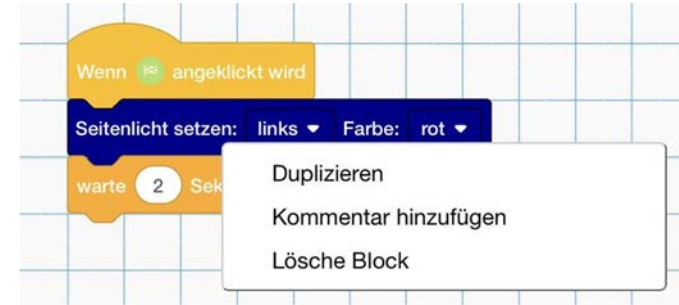 Wenn angeklickt wird
Seitenlicht setzen: links Farbe: rot
warte 2 Sek
Duplizieren
Kommentar hinzufügen
Lösche Block